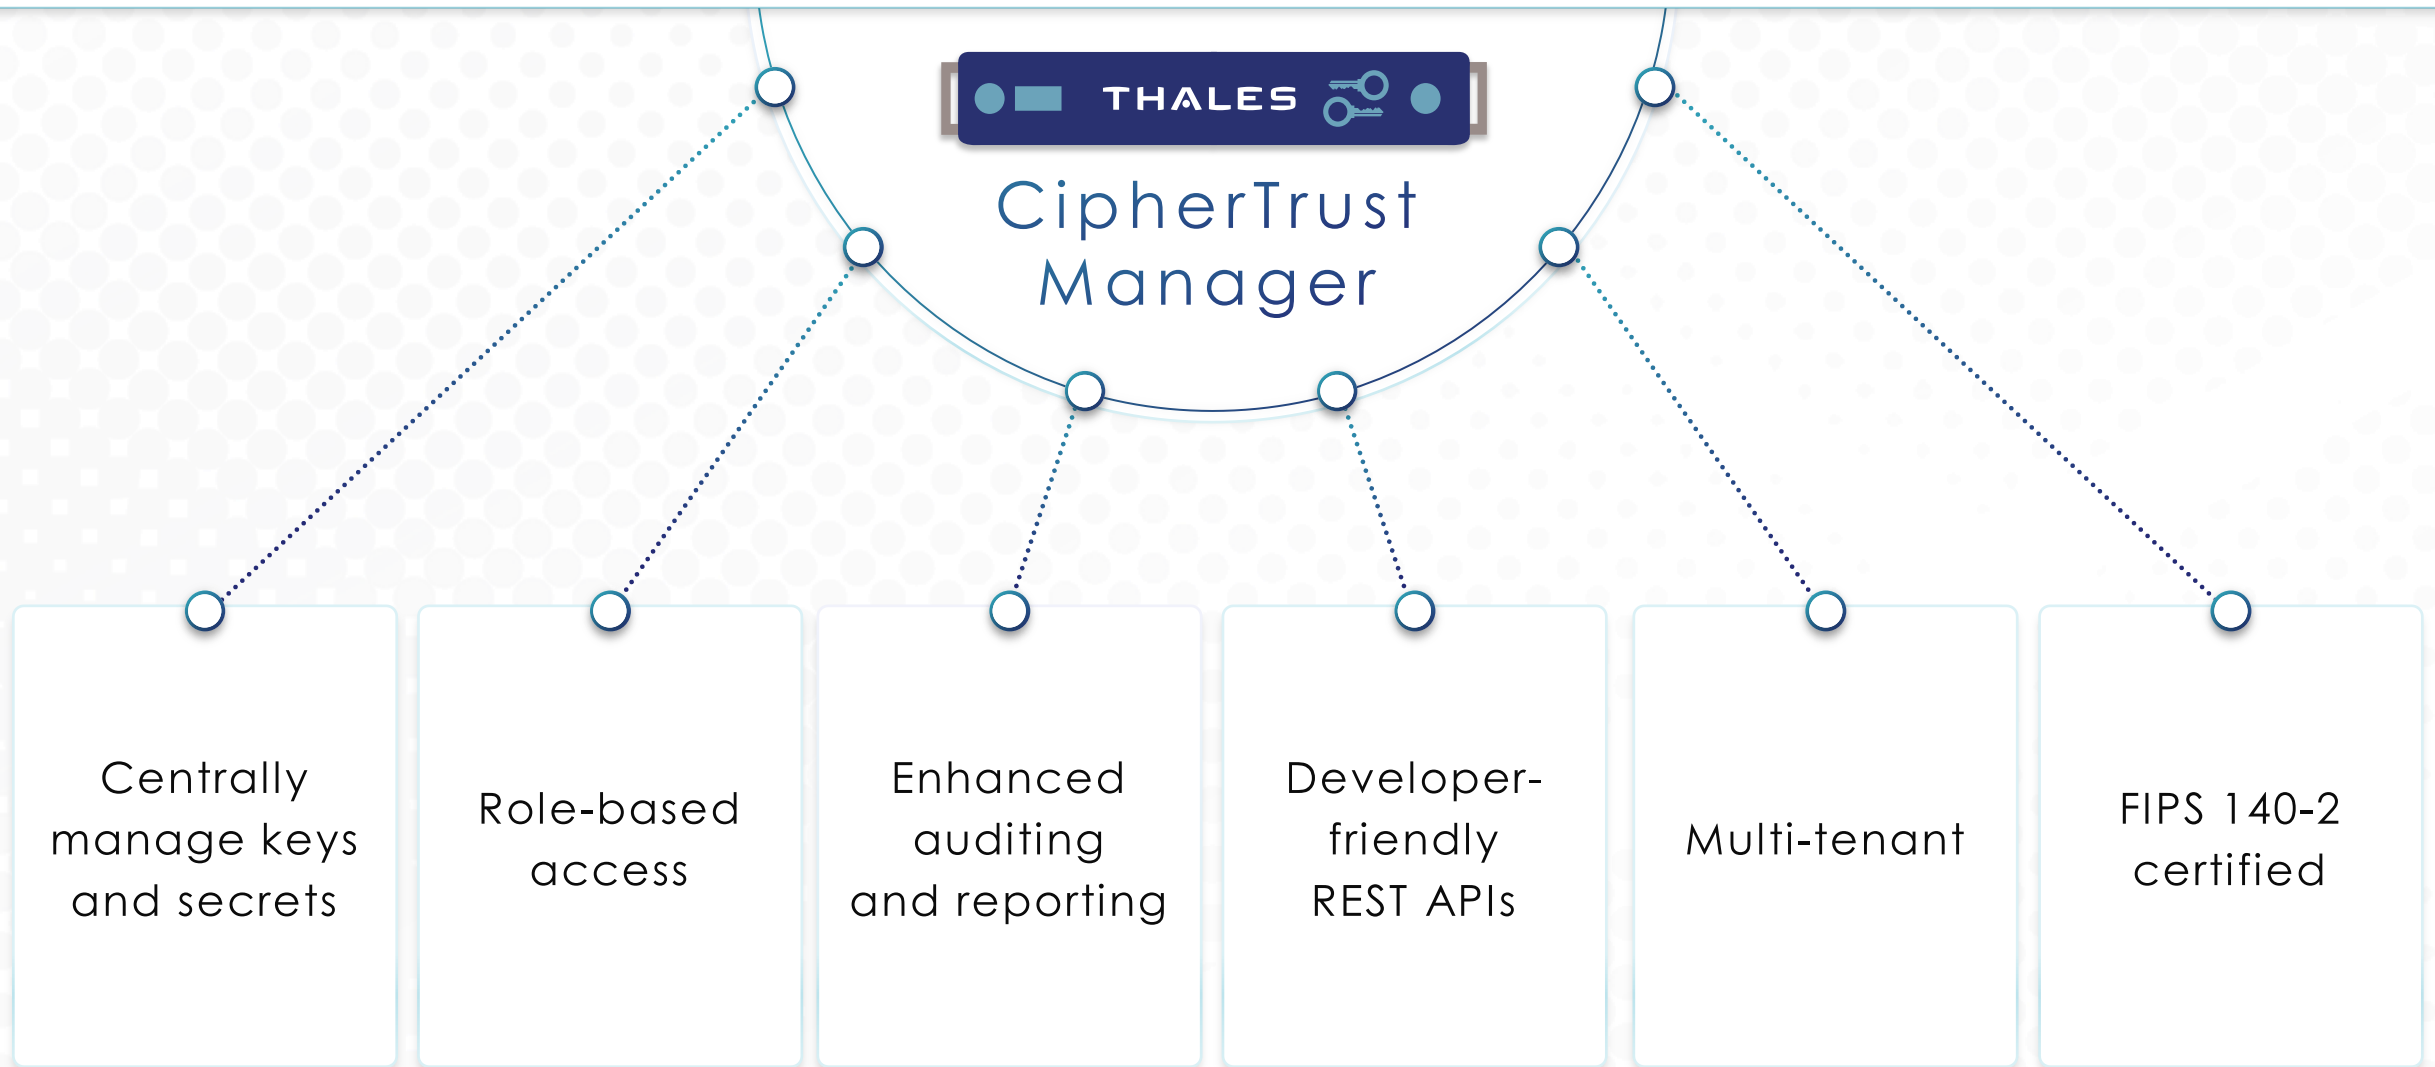 THALES
CipherTrust
Manager
Centrally
manage keys
and secrets
Role-based
access
Enhanced
auditing
and reporting
Developer-
friendly
REST APIs
Multi-tenant
FIPS 140-2
certified